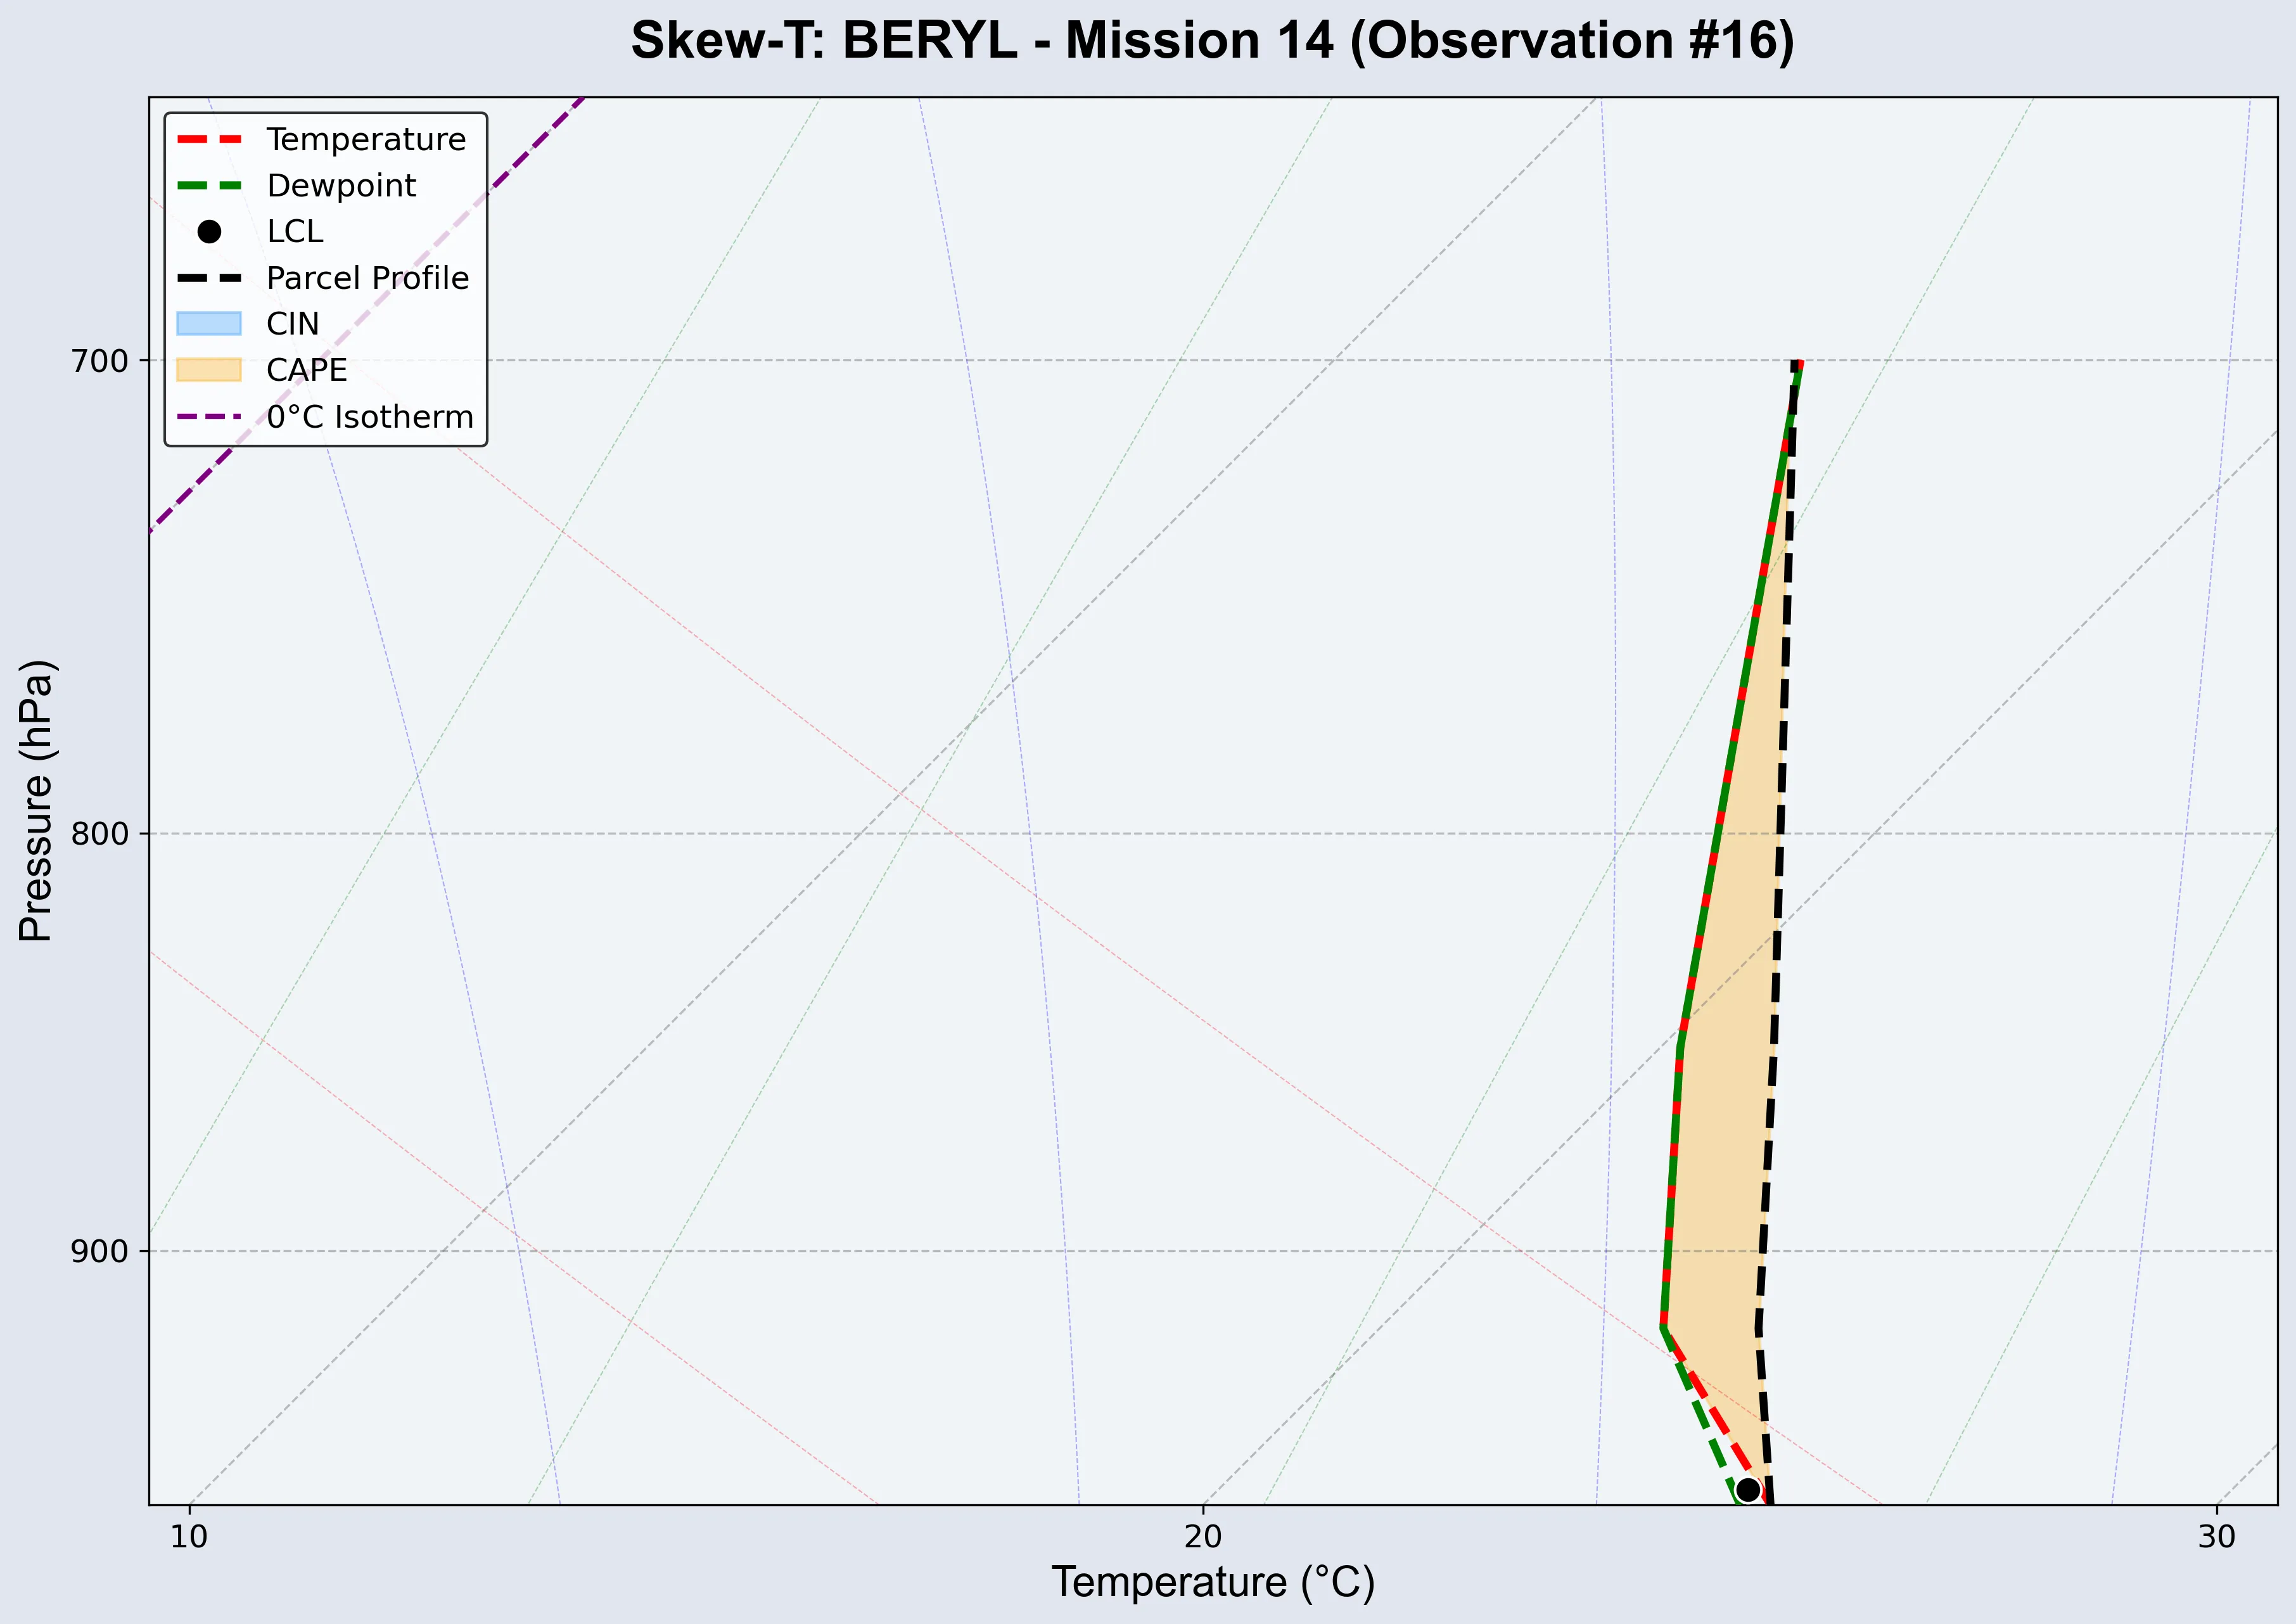 Skew-T: BERYL - Mission 14 (Observation #16)
Temperature
Dewpoint
LCL
Parcel Profile
CIN
CAPE
0°C Isotherm
700
800
900
Pressure (hPa)
10
20
30
Temperature (°C)